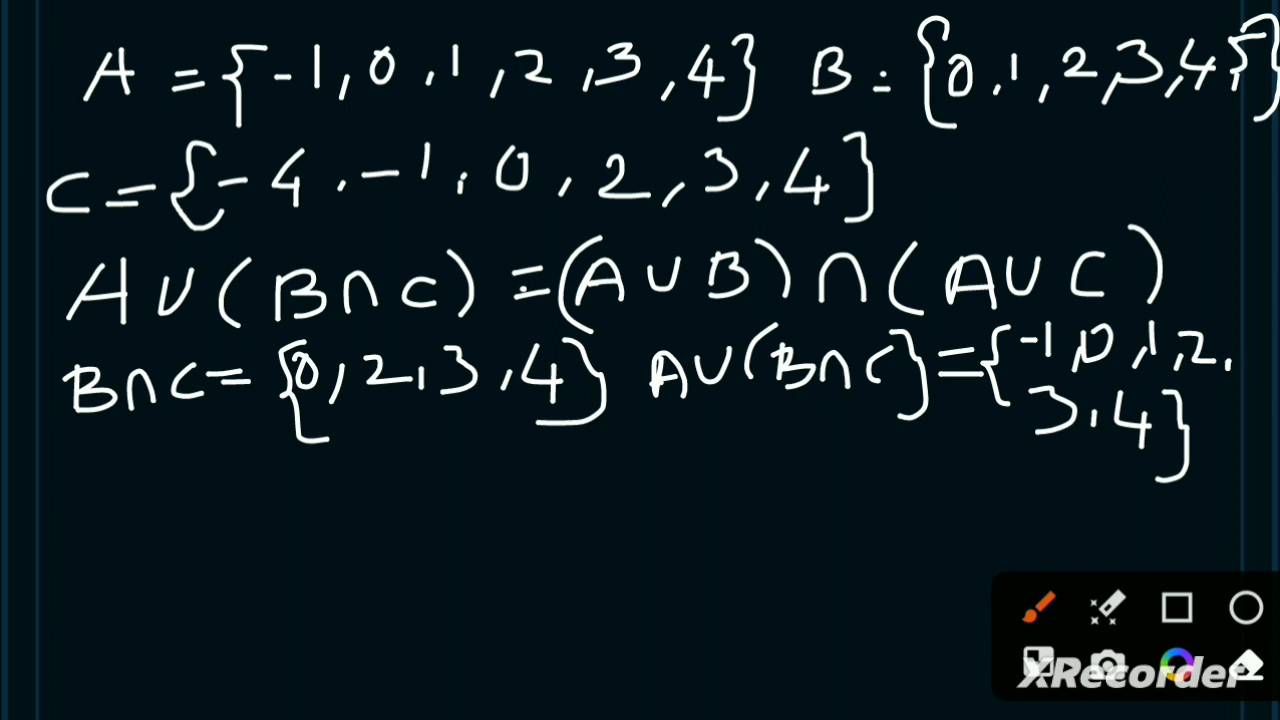 A = {-1, 0, 1, 2, 3, 4} B = {0, 1, 2, 3, 4, 5}
C = {-4, -1, 0, 2, 3, 4}
A ∪ (B ∩ C) = (A ∪ B) ∩ (A ∪ C)
B ∩ C = {0, 2, 3, 4} A ∪ (B ∩ C} = {-1, 0, 1, 2,
3, 4}
XRecorder